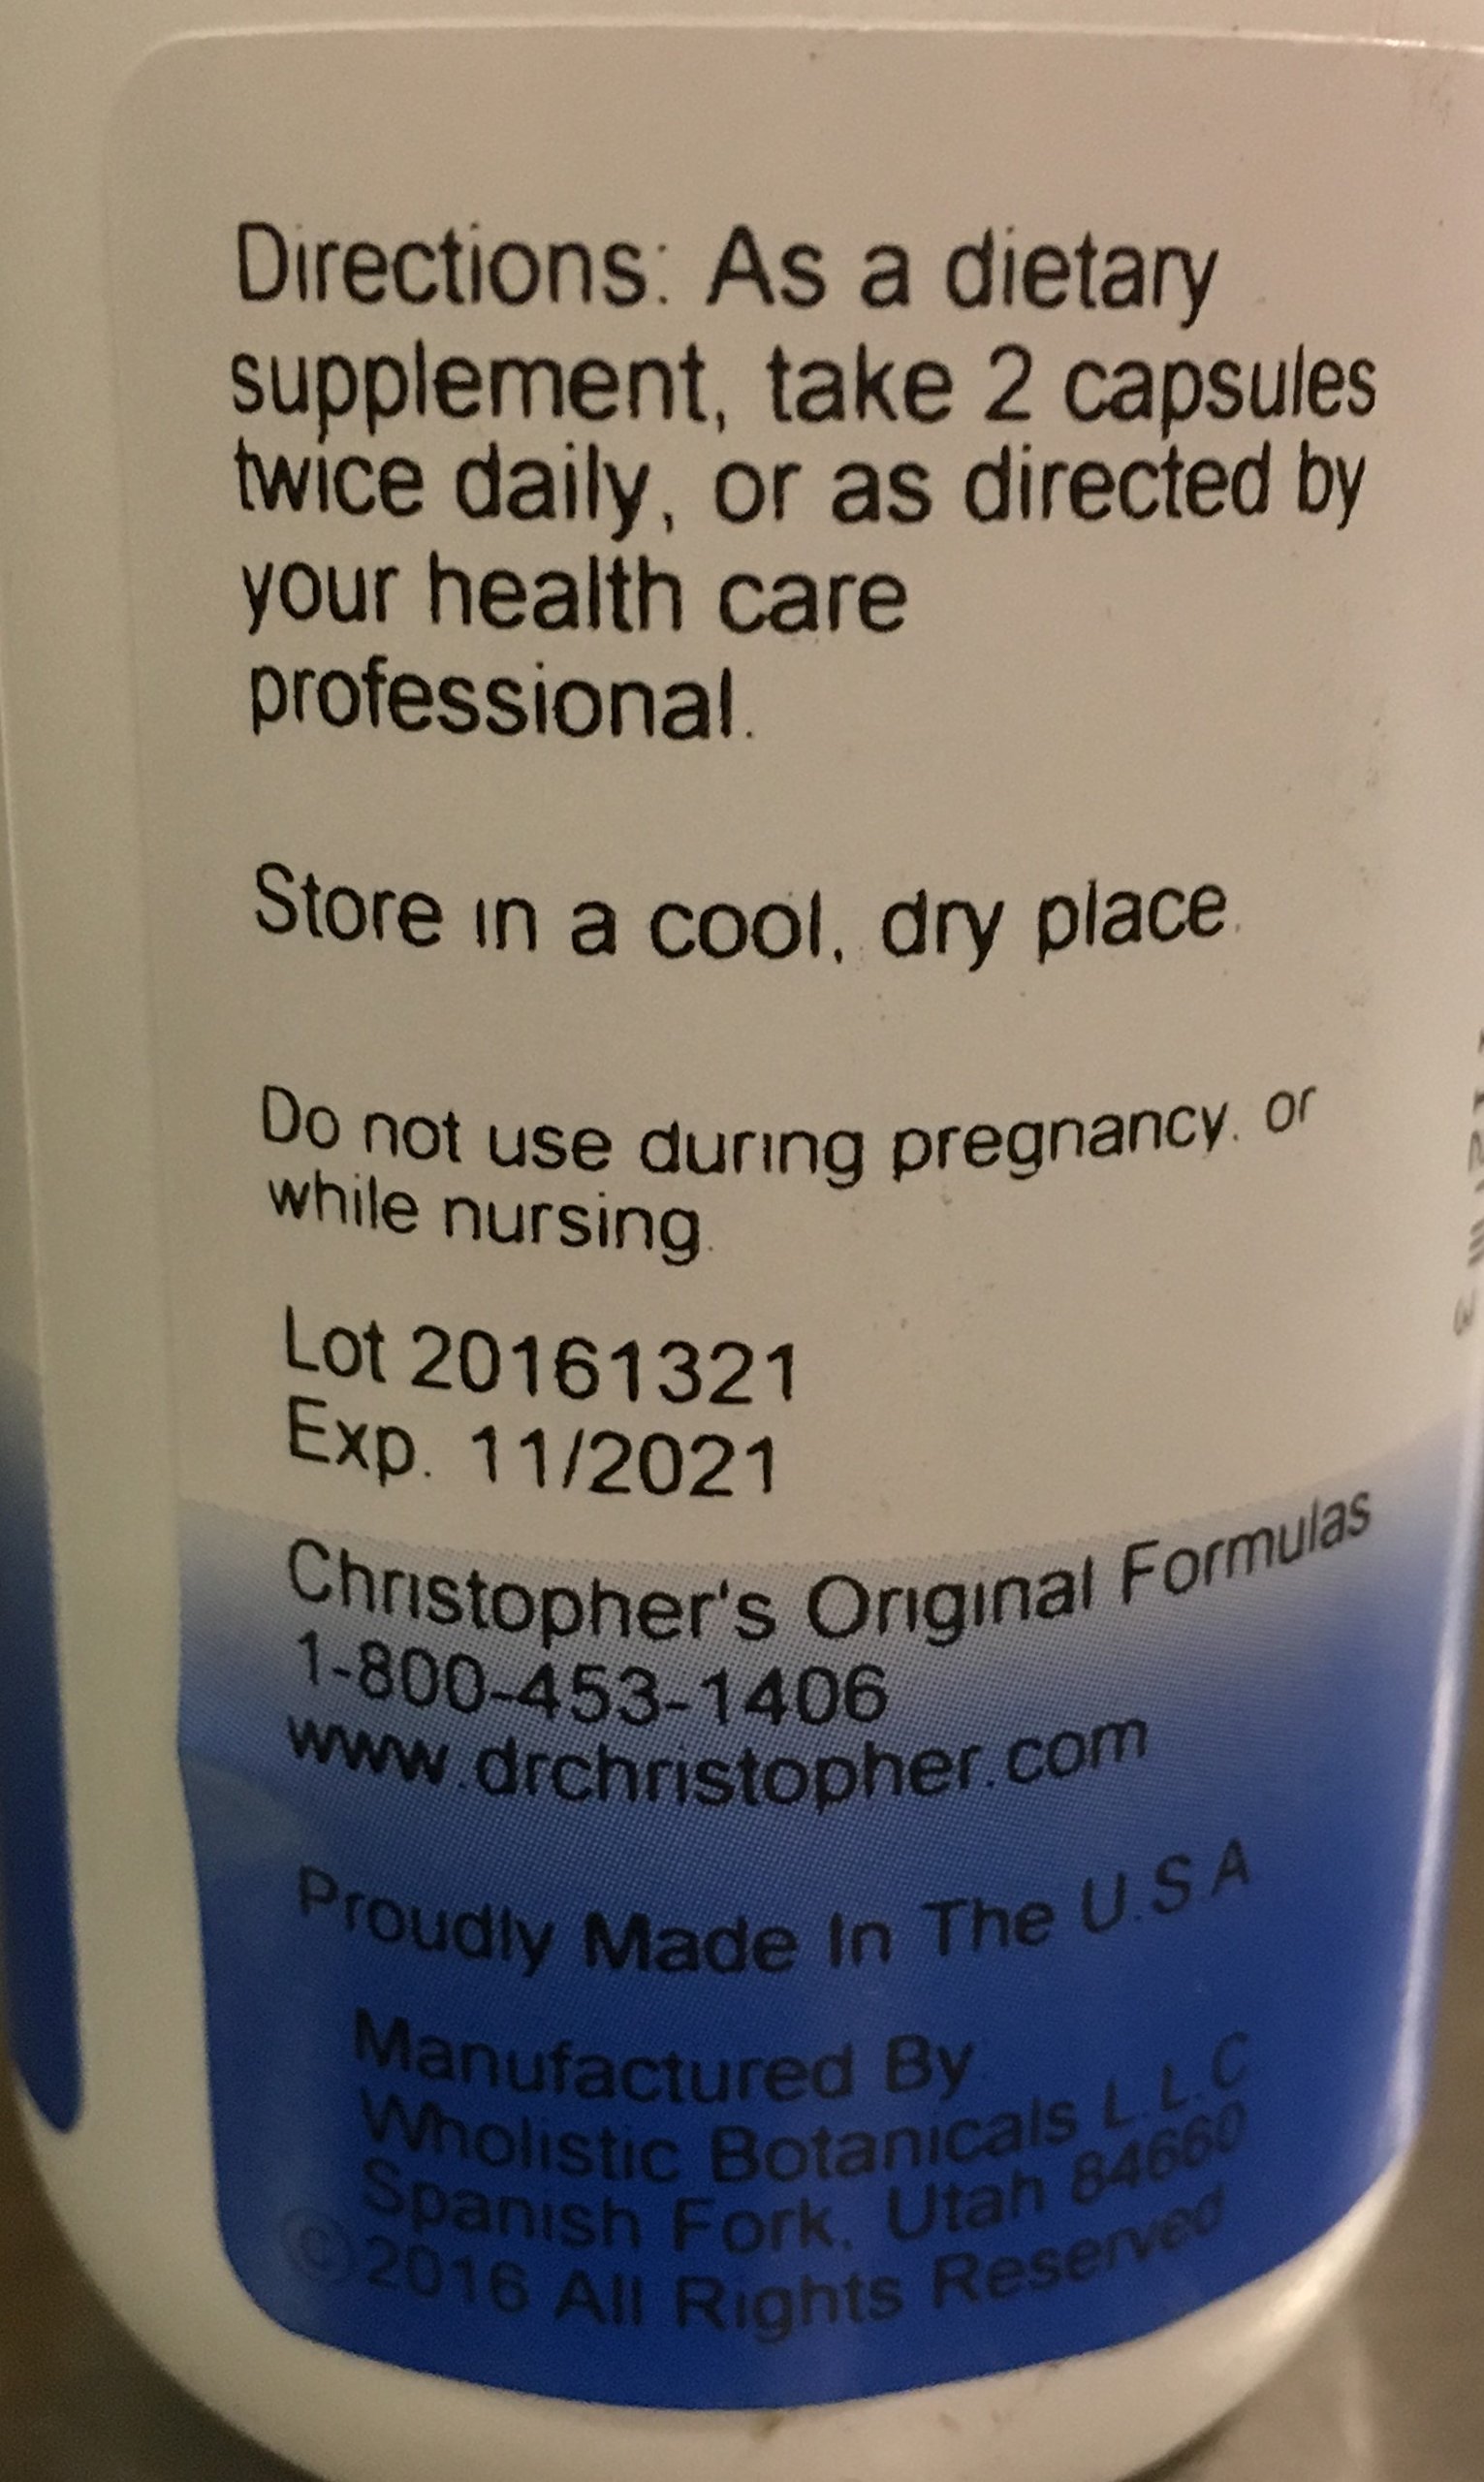 Directions: As a dietary
supplement, take 2 capsules
twice daily, or as directed by
your health care
professional.
Store in a cool, dry place.
Do not use during pregnancy, or
while nursing.
Lot 20161321
Exp. 11/2021
Christopher's Original Formulas
1-800-453-1406
www.drchristopher.com
Proudly Made In The U.S.A
Manufactured By
Wholistic Botanicals L.L.C
Spanish Fork, Utah 84660
©2016 All Rights Reserved